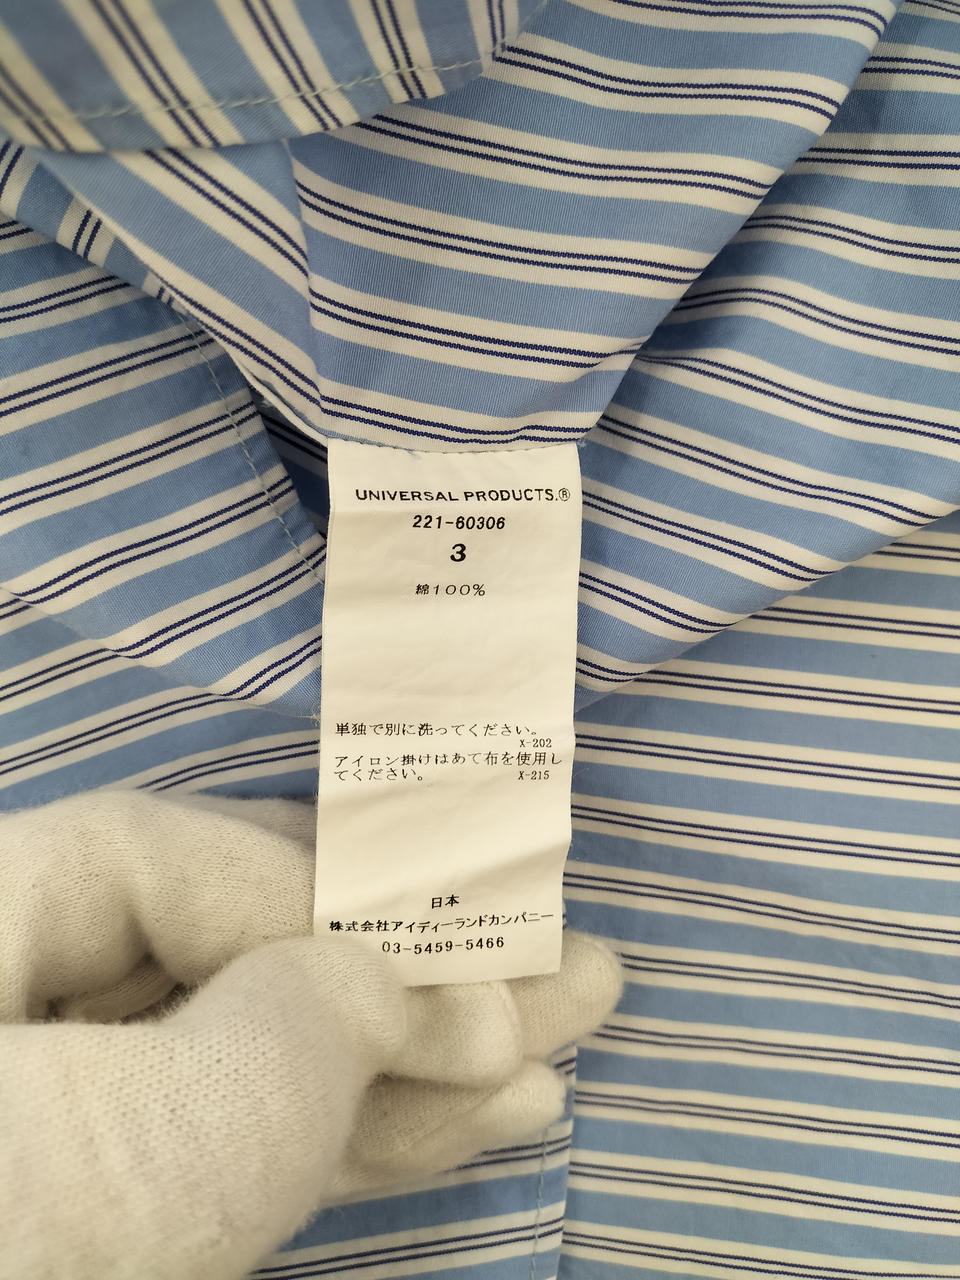 UNIVERSAL PRODUCTS.®
221-60306
3
綿100%
単独で別に洗ってください。
X-202
アイロン掛けはあて布を使用し
てください。
X-215
日本
株式会社アイディーランドカンパニー
03-5459-5466